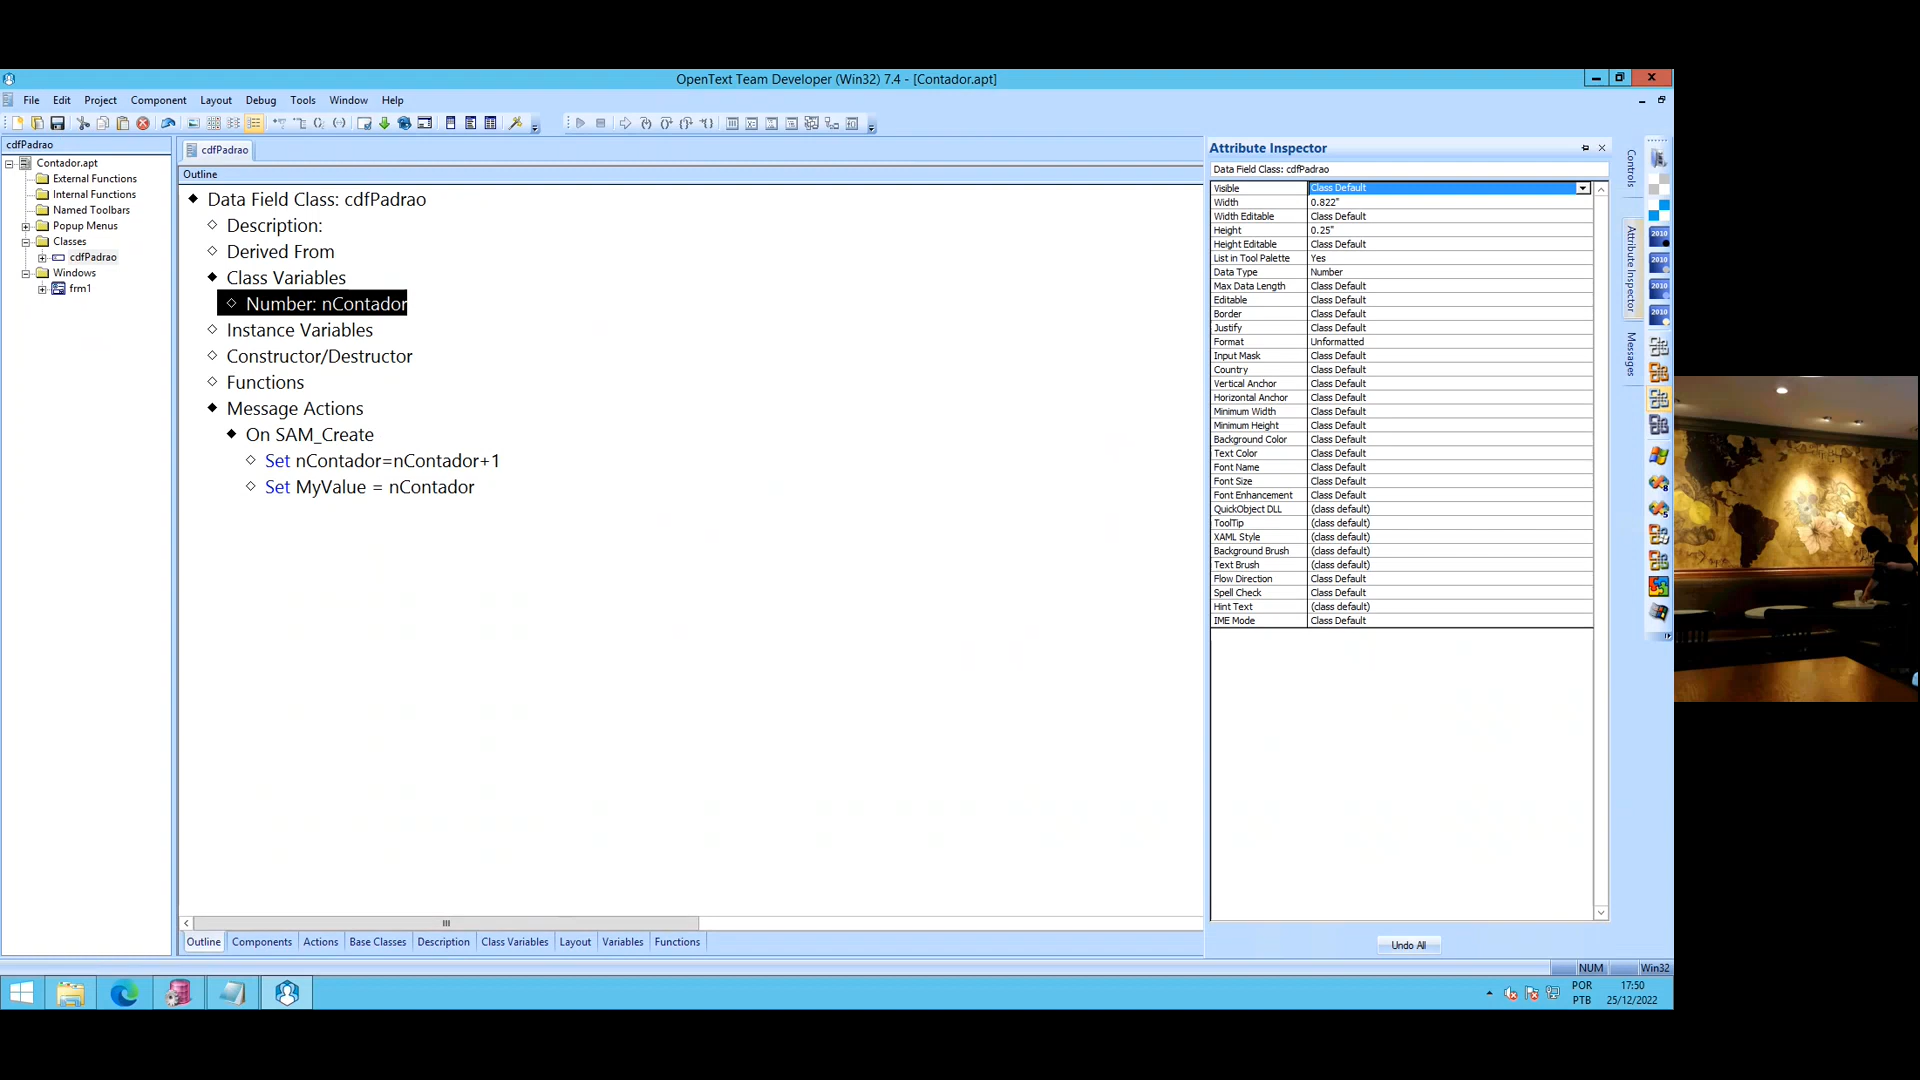 OpenText Team Developer (Win32) 7.4 - [Contador.apt]
File Edit Project Component Layout Debug Tools Window Help
cdfPadrao
Contador.apt
External Functions
Internal Functions
Named Toolbars
Popup Menus
Classes
cdfPadrao
Windows
frm1
cdfPadrao
Outline
Data Field Class: cdfPadrao
Description:
Derived From
Class Variables
Number: nContador
Instance Variables
Constructor/Destructor
Functions
Message Actions
On SAM_Create
Set nContador=nContador+1
Set MyValue = nContador
Outline Components Actions Base Classes Description Class Variables Layout Variables Functions
Attribute Inspector
Data Field Class: cdfPadrao
Visible Class Default
Width 0.822"
Width Editable Class Default
Height 0.25"
Height Editable Class Default
List in Tool Palette Yes
Data Type Number
Max Data Length Class Default
Editable Class Default
Border Class Default
Justify Class Default
Format Unformatted
Input Mask Class Default
Country Class Default
Vertical Anchor Class Default
Horizontal Anchor Class Default
Minimum Width Class Default
Minimum Height Class Default
Background Color Class Default
Text Color Class Default
Font Name Class Default
Font Size Class Default
Font Enhancement Class Default
QuickObject DLL (class default)
ToolTip (class default)
XAML Style (class default)
Background Brush (class default)
Text Brush (class default)
Flow Direction Class Default
Spell Check Class Default
Hint Text (class default)
IME Mode Class Default
Undo All
Controls
Attribute Inspector
Messages
2010
2010
2010
2010
NUM Win32
POR
PTB
17:50
25/12/2022